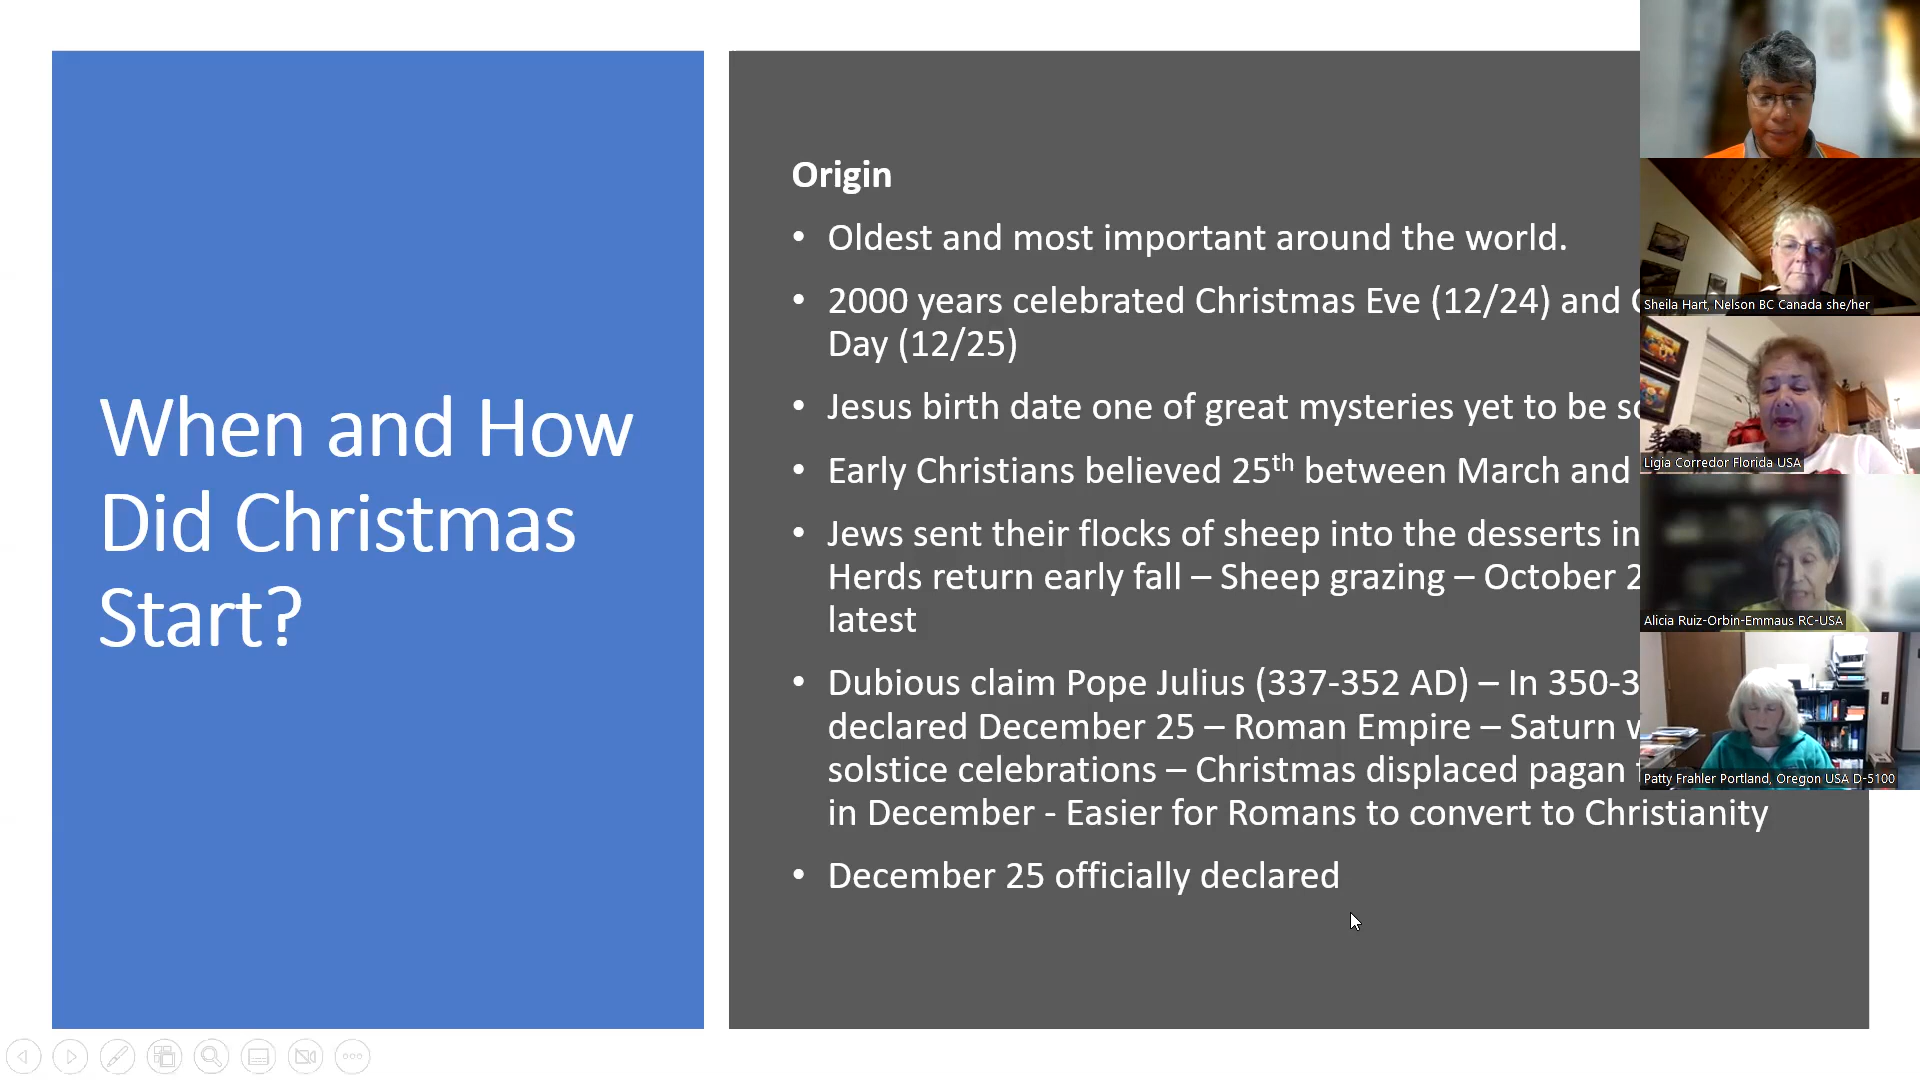 When and How
Did Christmas
Start?
Origin
• Oldest and most important around the world.
• 2000 years celebrated Christmas Eve (12/24) and
Day (12/25)
• Jesus birth date one of great mysteries yet to be
• Early Christians believed 25th between March and
• Jews sent their flocks of sheep into the desserts in
Herds return early fall – Sheep grazing – October
latest
• Dubious claim Pope Julius (337-352 AD) – In 350-3
declared December 25 – Roman Empire – Saturn
solstice celebrations – Christmas displaced pagan
in December - Easier for Romans to convert to Christianity
• December 25 officially declared
Sheila Hart, Nelson BC Canada she/her
Ligia Corredor Florida USA
Alicia Ruiz-Orbin-Emmaus RC-USA
Patty Frahler Portland, Oregon USA D-5100